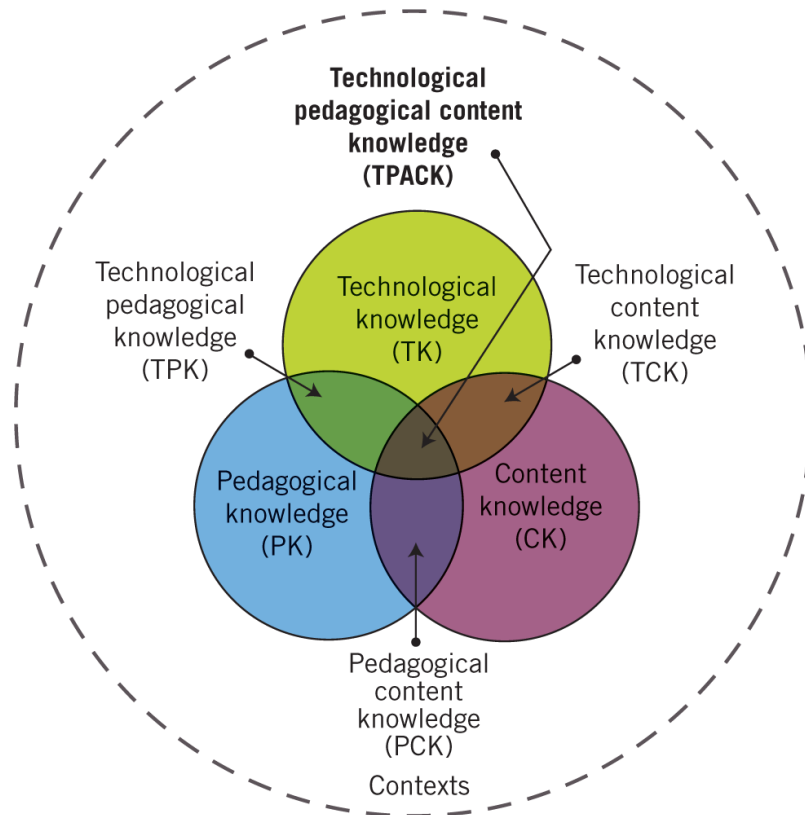 Technological
pedagogical content
knowledge
(TPACK)
Technological
pedagogical
knowledge
(TPK)
Technological
knowledge
(TK)
Technological
content
knowledge
(TCK)
Pedagogical
knowledge
(PK)
Content
knowledge
(CK)
Pedagogical
content
knowledge
(PCK)
Contexts